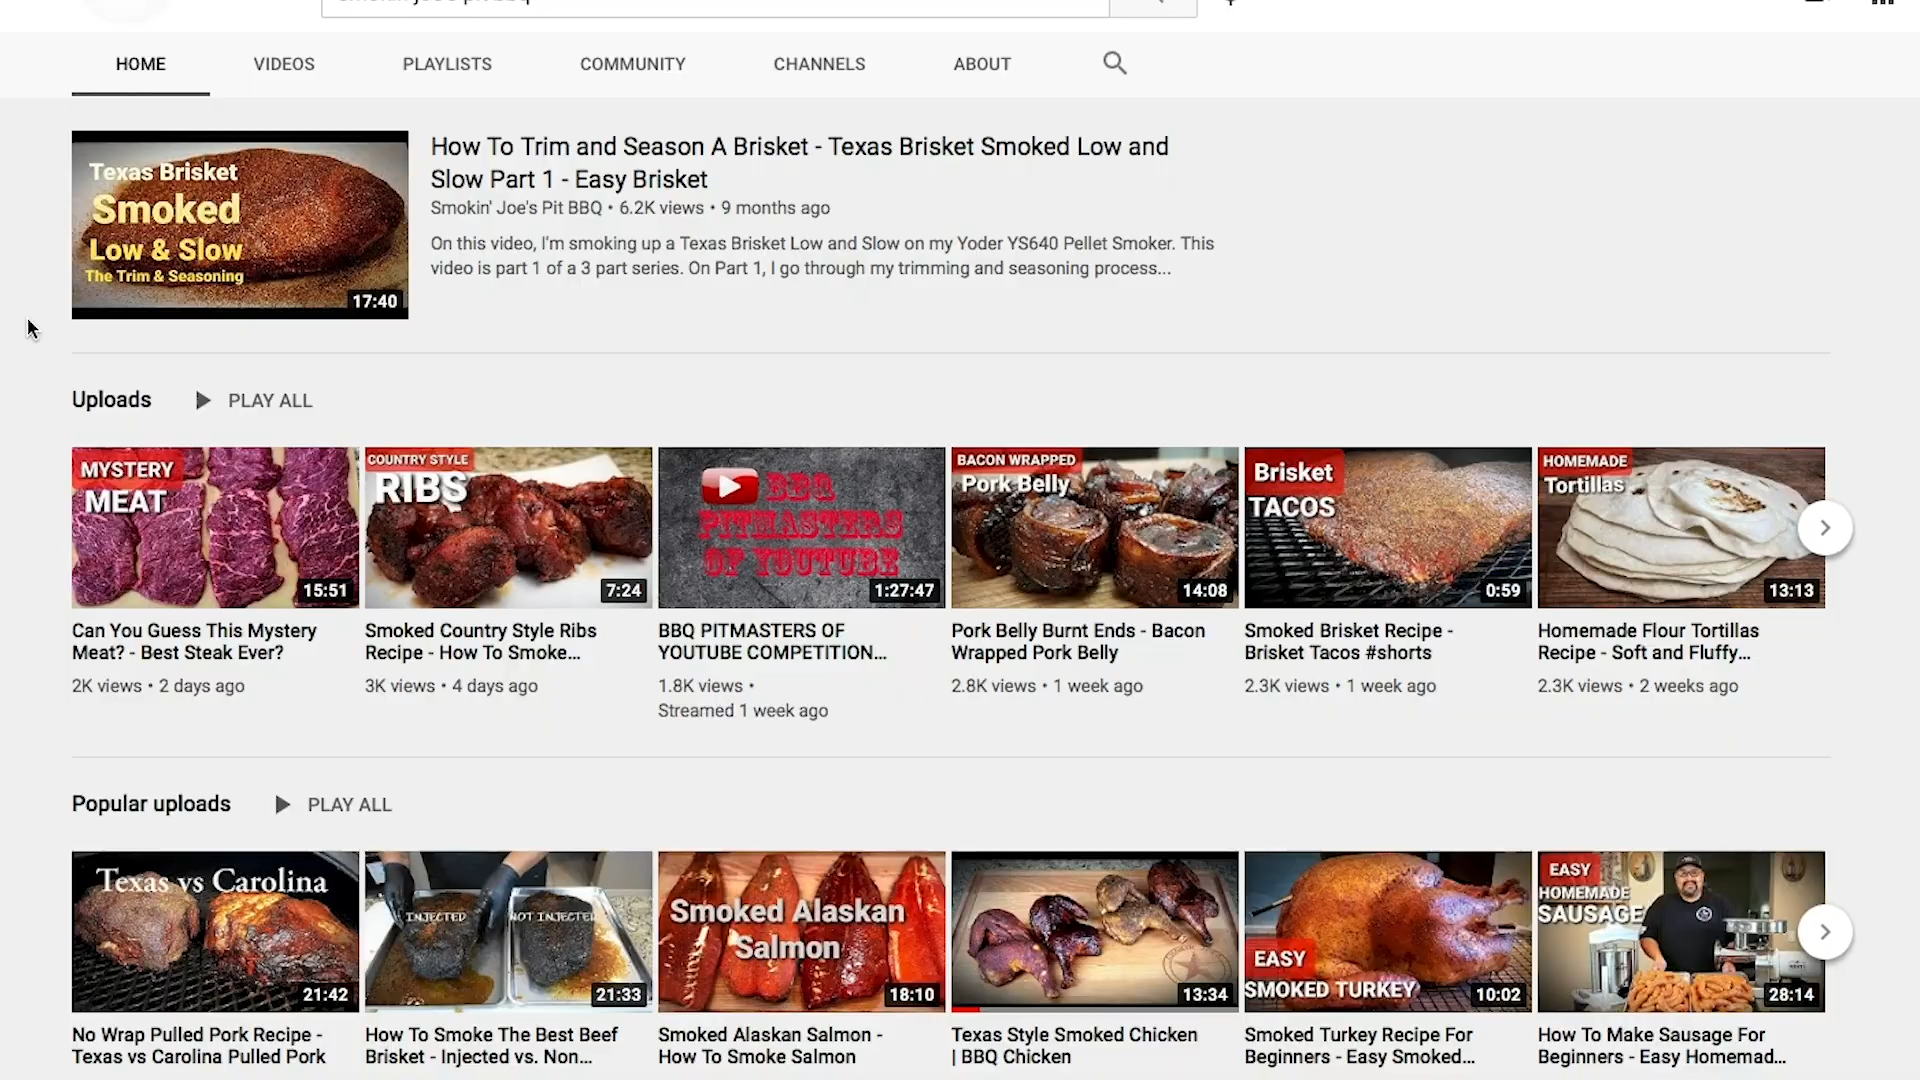 HOME VIDEOS PLAYLISTS COMMUNITY CHANNELS ABOUT
Texas Brisket
Smoked
Low & Slow
The Trim & Seasoning
17:40
How To Trim and Season A Brisket - Texas Brisket Smoked Low and
Slow Part 1 - Easy Brisket
Smokin' Joe's Pit BBQ • 6.2K views • 9 months ago
On this video, I'm smoking up a Texas Brisket Low and Slow on my Yoder YS640 Pellet Smoker. This
video is part 1 of a 3 part series. On Part 1, I go through my trimming and seasoning process...
Uploads PLAY ALL
MYSTERY
MEAT
15:51
Can You Guess This Mystery
Meat? - Best Steak Ever?
2K views • 2 days ago
COUNTRY STYLE
RIBS
7:24
Smoked Country Style Ribs
Recipe - How To Smoke...
3K views • 4 days ago
BBQ
PITMASTERS
OF YOUTUBE
1:27:47
BBQ PITMASTERS OF
YOUTUBE COMPETITION...
1.8K views •
Streamed 1 week ago
BACON WRAPPED
Pork Belly
14:08
Pork Belly Burnt Ends - Bacon
Wrapped Pork Belly
2.8K views • 1 week ago
Brisket
TACOS
0:59
Smoked Brisket Recipe -
Brisket Tacos #shorts
2.3K views • 1 week ago
HOMEMADE
Tortillas
13:13
Homemade Flour Tortillas
Recipe - Soft and Fluffy...
2.3K views • 2 weeks ago
Popular uploads PLAY ALL
Texas vs Carolina
21:42
No Wrap Pulled Pork Recipe -
Texas vs Carolina Pulled Pork
INJECTED NOT INJECTED
21:33
How To Smoke The Best Beef
Brisket - Injected vs. Non...
Smoked Alaskan
Salmon
18:10
Smoked Alaskan Salmon -
How To Smoke Salmon
13:34
Texas Style Smoked Chicken
| BBQ Chicken
EASY
SMOKED TURKEY
10:02
Smoked Turkey Recipe For
Beginners - Easy Smoked...
EASY
HOMEMADE
SAUSAGE
28:14
How To Make Sausage For
Beginners - Easy Homemad...